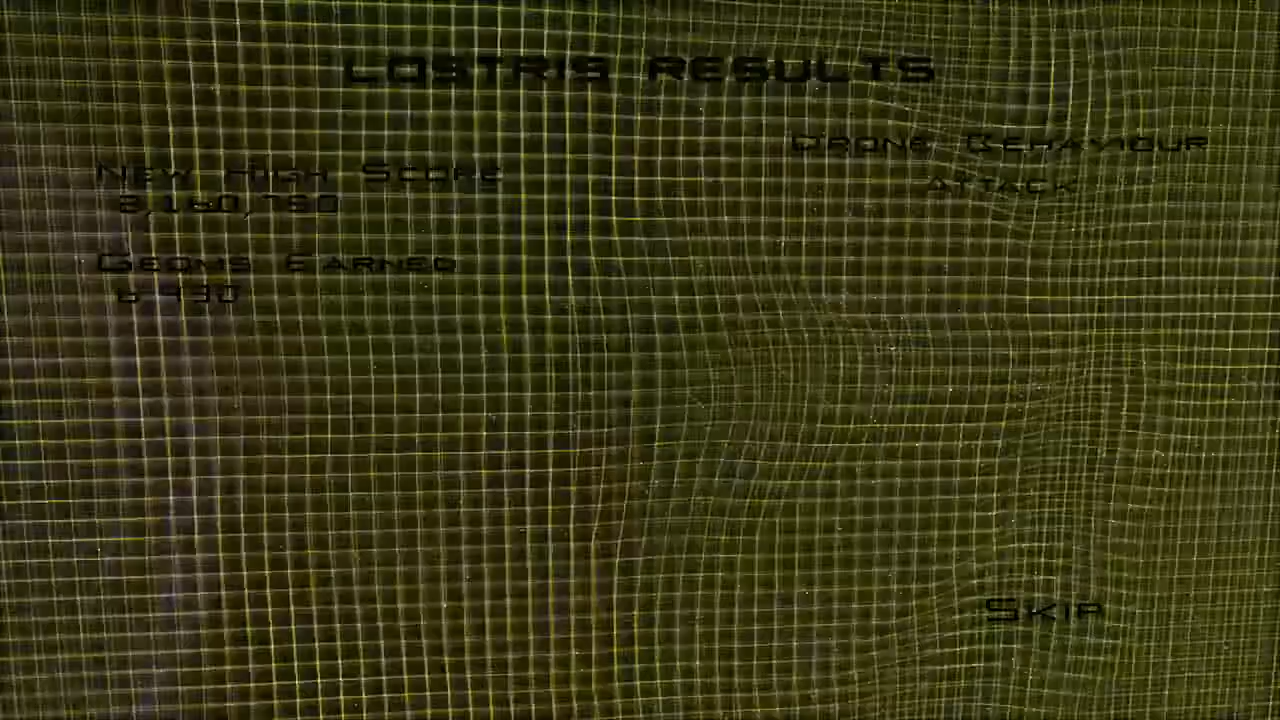 LOSTRIS RESULTS
Drone Behaviour
Attack
New High Score
Geoms Earned
Skip